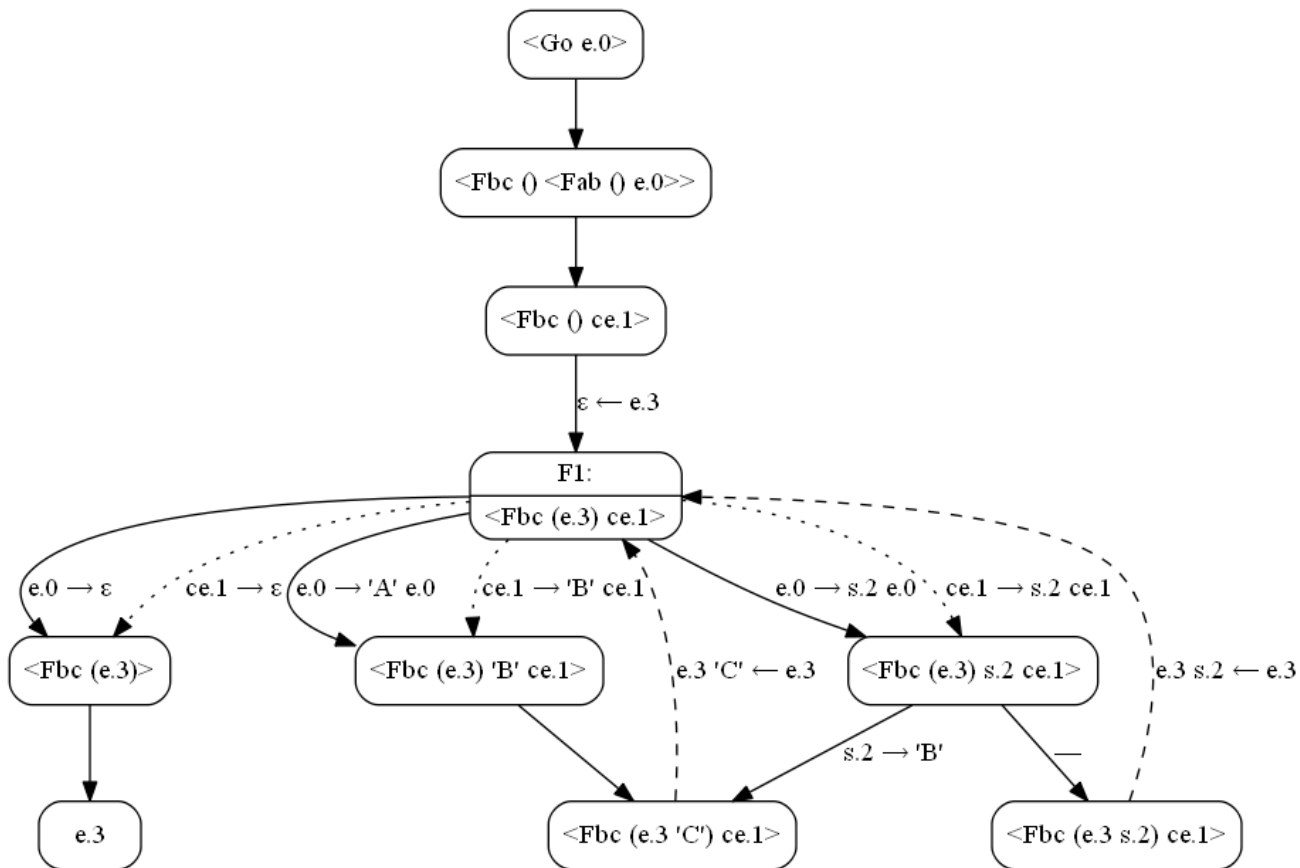 <Go e.0>
<Fbc () <Fab () e.0>>
<Fbc () ce.1>
ε ← e.3
F1:
<Fbc (e.3) ce.1>
e.0 → ε
ce.1 → ε
e.0 → 'A' e.0
ce.1 → 'B' ce.1
e.0 → s.2 e.0
ce.1 → s.2 ce.1
<Fbc (e.3)>
<Fbc (e.3) 'B' ce.1>
e.3 'C' ← e.3
<Fbc (e.3) s.2 ce.1>
e.3 s.2 ← e.3
s.2 → 'B'
—
e.3
<Fbc (e.3 'C') ce.1>
<Fbc (e.3 s.2) ce.1>